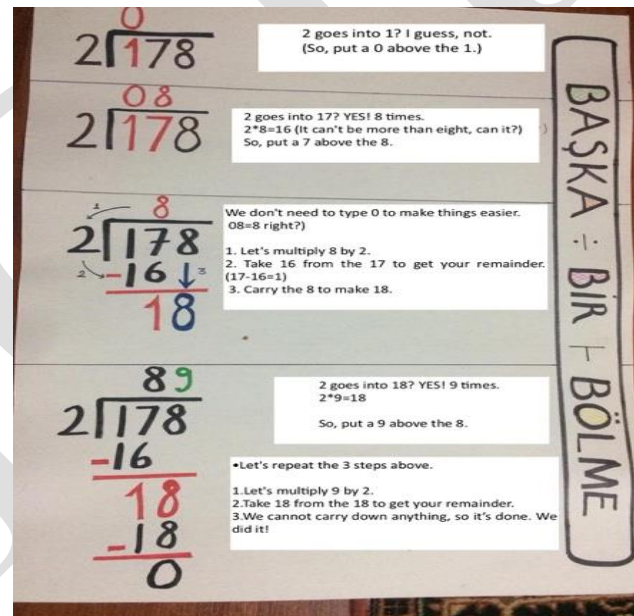 0
2 178
2 goes into 1? I guess, not.
(So, put a 0 above the 1.)
08
2 178
2 goes into 17? YES! 8 times.
2*8=16 (It can't be more than eight, can it?)
So, put a 7 above the 8.
8
1
2 178
2 -16 3
18
We don't need to type 0 to make things easier.
08=8 right?)
1. Let's multiply 8 by 2.
2. Take 16 from the 17 to get your remainder.
(17-16=1)
3. Carry the 8 to make 18.
89
2 178
-16
18
-18
0
2 goes into 18? YES! 9 times.
2*9=18
So, put a 9 above the 8.
•Let's repeat the 3 steps above.
1.Let's multiply 9 by 2.
2.Take 18 from the 18 to get your remainder.
3.We cannot carry down anything, so it's done. We
did it!
BAŞKA ÷ BİR ⊢ BÖLME